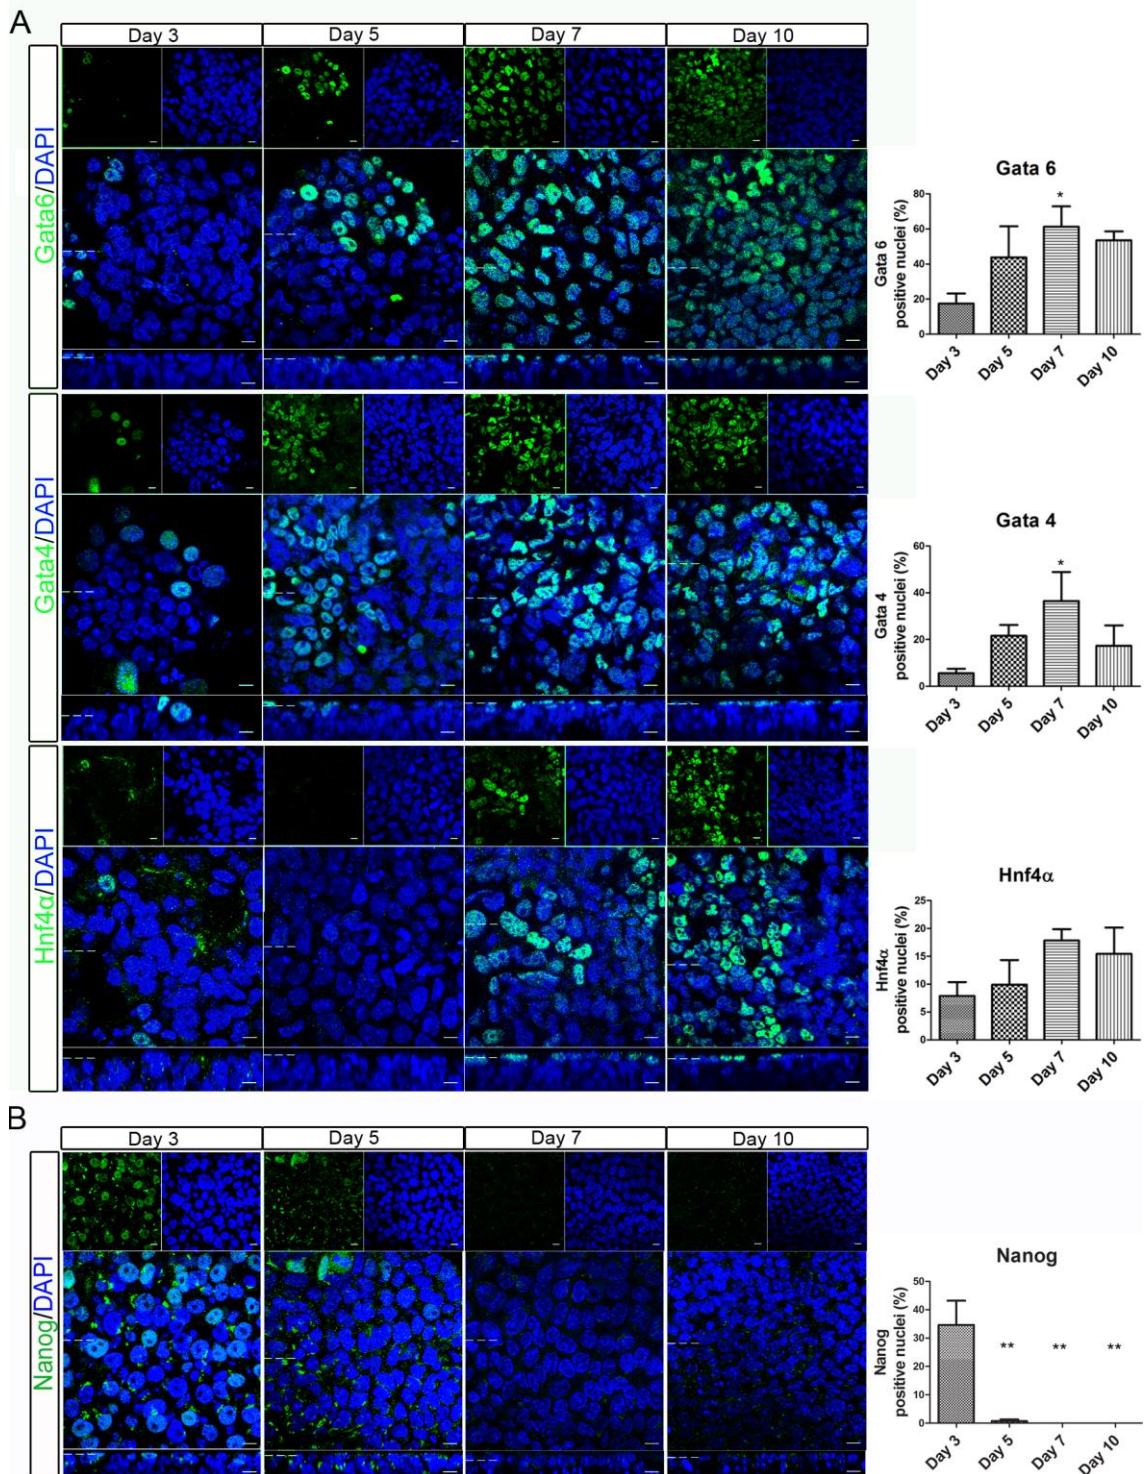 A
Day 3 Day 5 Day 7 Day 10
Gata6/DAPI
Gata 6
Gata 6
positive nuclei (%)
80
60
40
20
0
*
Day 3 Day 5 Day 7 Day 10
Gata4/DAPI
Gata 4
Gata 4
positive nuclei (%)
60
40
20
0
*
Day 3 Day 5 Day 7 Day 10
Hnf4α/DAPI
Hnf4α
Hnf4α
positive nuclei (%)
25
20
15
10
5
0
Day 3 Day 5 Day 7 Day 10
B
Day 3 Day 5 Day 7 Day 10
Nanog/DAPI
Nanog
Nanog
positive nuclei (%)
50
40
30
20
10
0
** ** **
Day 3 Day 5 Day 7 Day 10